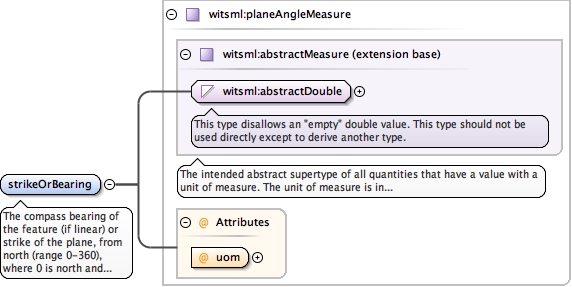 witsml:planeAngleMeasure
witsml:abstractMeasure (extension base)
witsml:abstractDouble
This type disallows an "empty" double value. This type should not be
used directly except to derive another type.
The intended abstract supertype of all quantities that have a value with a
unit of measure. The unit of measure is in...
strikeOrBearing
The compass bearing of
the feature (if linear) or
strike of the plane, from
north (range 0-360),
where 0 is north and...
@ Attributes
@ uom